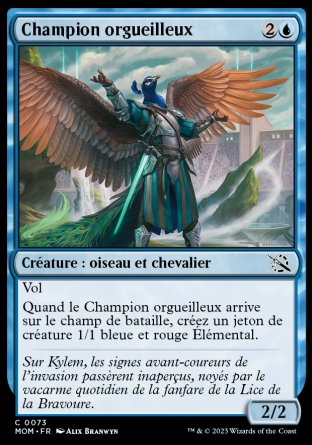 Champion orgueilleux 2
Créature : oiseau et chevalier
Vol
Quand le Champion orgueilleux arrive
sur le champ de bataille, créez un jeton de
créature 1/1 bleue et rouge Élémental.
Sur Kylem, les signes avant-coureurs de
l'invasion passèrent inaperçus, noyés par le
vacarme quotidien de la fanfare de la Lice de
la Bravoure.
2/2
C 0073
MOM • FR Alix Branwyn
™ & © 2023 Wizards of the Coast